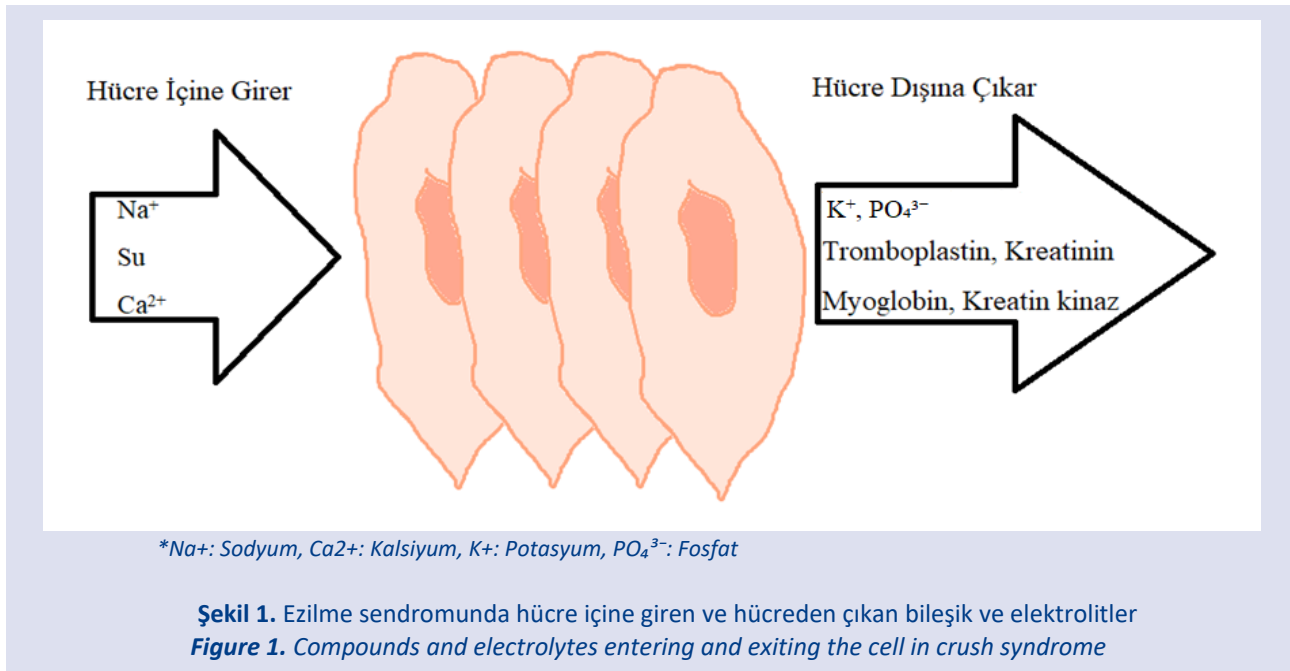 Hücre İçine Girer
Na⁺
Su
Ca²⁺
Hücre Dışına Çıkar
K⁺, PO₄³⁻
Tromboplastin, Kreatinin
Myoglobin, Kreatin kinaz
*Na+: Sodyum, Ca2+: Kalsiyum, K+: Potasyum, PO₄³⁻: Fosfat
Şekil 1. Ezilme sendromunda hücre içine giren ve hücreden çıkan bileşik ve elektrolitler
Figure 1. Compounds and electrolytes entering and exiting the cell in crush syndrome